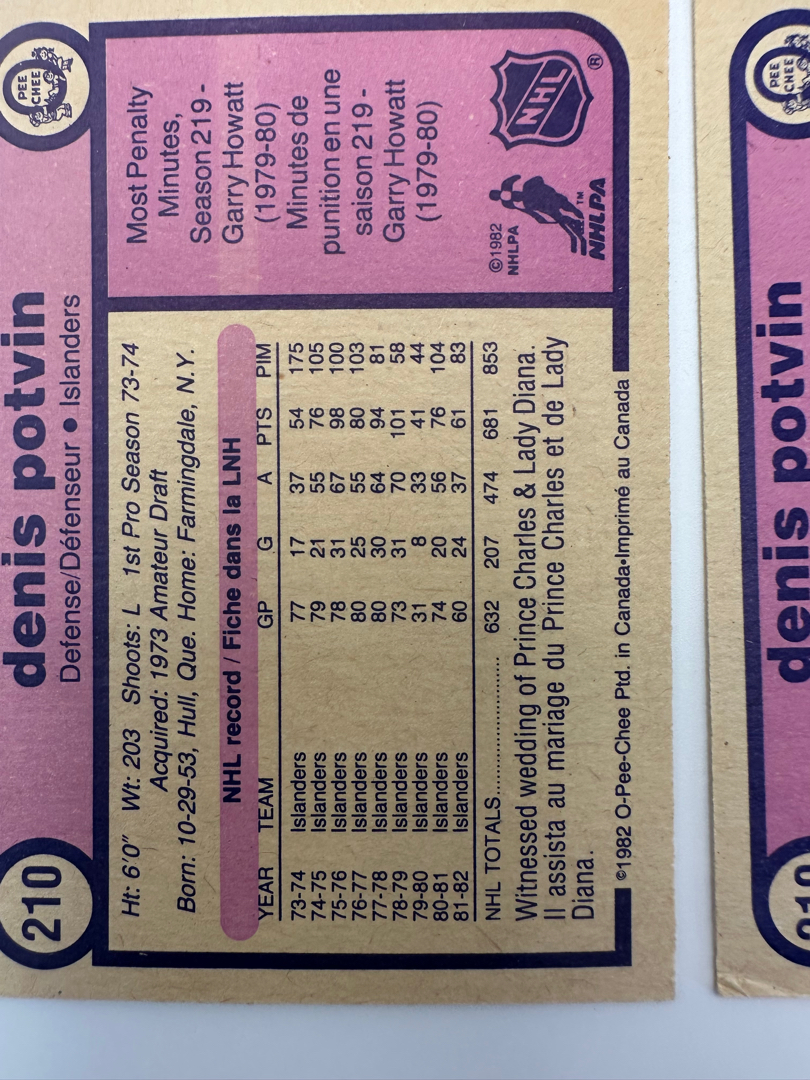 210
denis potvin
Defense/Défenseur • Islanders
O PEE CHEE
Ht: 6'0" Wt: 203 Shoots: L 1st Pro Season 73-74
Acquired: 1973 Amateur Draft
Born: 10-29-53, Hull, Que. Home: Farmingdale, N.Y.
NHL record / Fiche dans la LNH
YEAR TEAM GP G A PTS PIM
73-74 Islanders 77 17 37 54 175
74-75 Islanders 79 21 55 76 105
75-76 Islanders 78 31 67 98 100
76-77 Islanders 80 25 55 80 103
77-78 Islanders 80 30 64 94 81
78-79 Islanders 73 31 70 101 58
79-80 Islanders 31 8 33 41 44
80-81 Islanders 74 20 56 76 104
81-82 Islanders 60 24 37 61 83
NHL TOTALS.................... 632 207 474 681 853
Witnessed wedding of Prince Charles & Lady Diana.
Il assista au mariage du Prince Charles et de Lady
Diana.
©1982 O-Pee-Chee Ptd. in Canada•Imprimé au Canada
Most Penalty
Minutes,
Season 219 -
Garry Howatt
(1979-80)
Minutes de
punition en une
saison 219 -
Garry Howatt
(1979-80)
©1982
NHLPA
NHLPA™
NHL®
210
denis potvin
O PEE CHEE